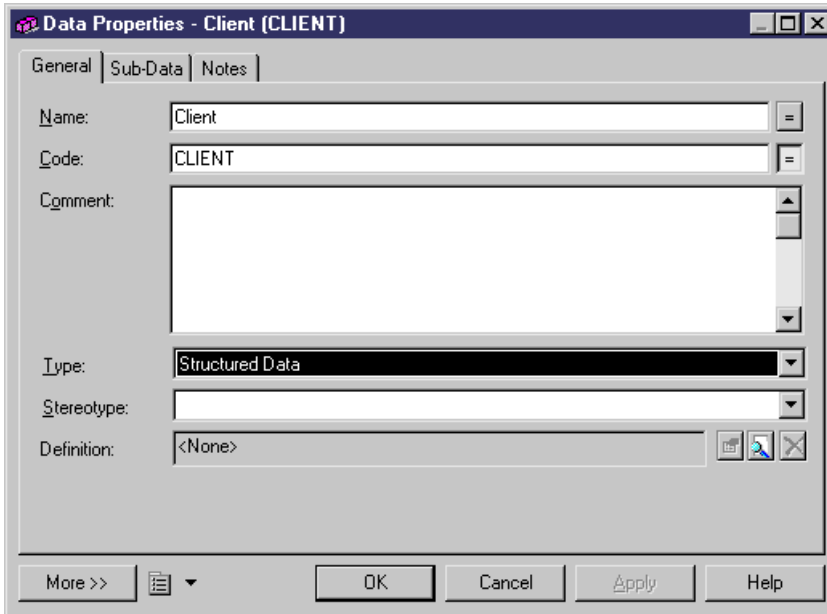 Data Properties - Client (CLIENT)
General Sub-Data Notes
Name: Client =
Code: CLIENT =
Comment:
Type: Structured Data
Stereotype:
Definition: <None>
More >> OK Cancel Apply Help